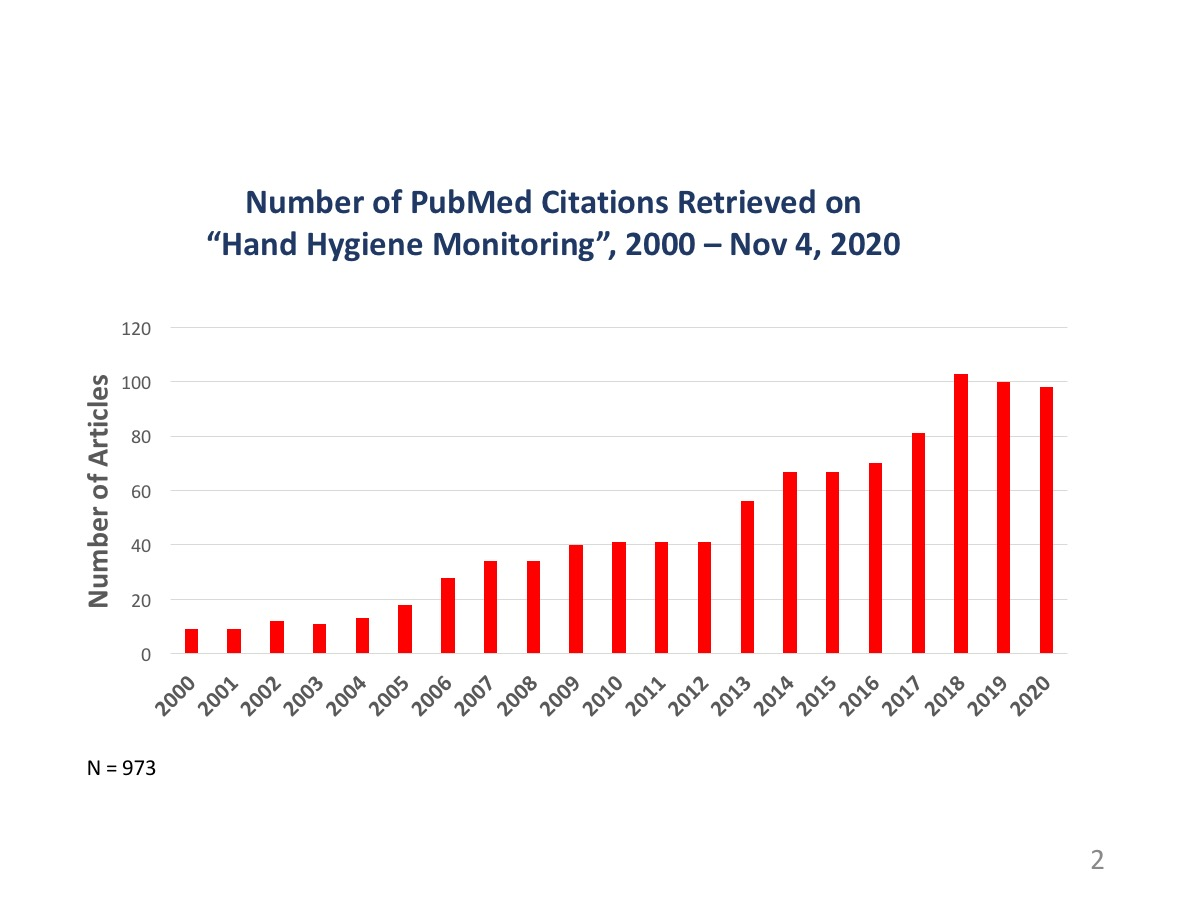 Number of PubMed Citations Retrieved on
“Hand Hygiene Monitoring”, 2000 – Nov 4, 2020
Number of Articles
120
100
80
60
40
20
0
2000 2001 2002 2003 2004 2005 2006 2007 2008 2009 2010 2011 2012 2013 2014 2015 2016 2017 2018 2019 2020
N = 973
2